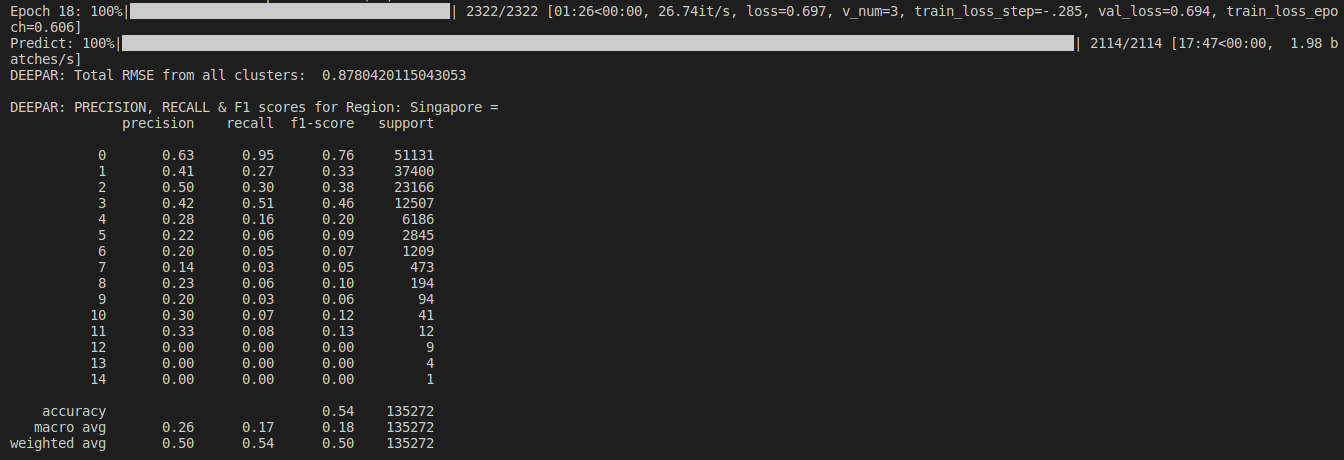 Epoch 18: 100%|| 2322/2322 [01:26<00:00, 26.74it/s, loss=0.697, v_num=3, train_loss_step=-.285, val_loss=0.694, train_loss_epo
ch=0.606]
Predict: 100%|| 2114/2114 [17:47<00:00,  1.98 b
atches/s]
DEEPAR: Total RMSE from all clusters:  0.8780420115043053
DEEPAR: PRECISION, RECALL & F1 scores for Region: Singapore =
precision    recall  f1-score   support
0       0.63      0.95      0.76     51131
1       0.41      0.27      0.33     37400
2       0.50      0.30      0.38     23166
3       0.42      0.51      0.46     12507
4       0.28      0.16      0.20      6186
5       0.22      0.06      0.09      2845
6       0.20      0.05      0.07      1209
7       0.14      0.03      0.05       473
8       0.23      0.06      0.10       194
9       0.20      0.03      0.06        94
10       0.30      0.07      0.12        41
11       0.33      0.08      0.13        12
12       0.00      0.00      0.00         9
13       0.00      0.00      0.00         4
14       0.00      0.00      0.00         1
accuracy                           0.54    135272
macro avg       0.26      0.17      0.18    135272
weighted avg       0.50      0.54      0.50    135272